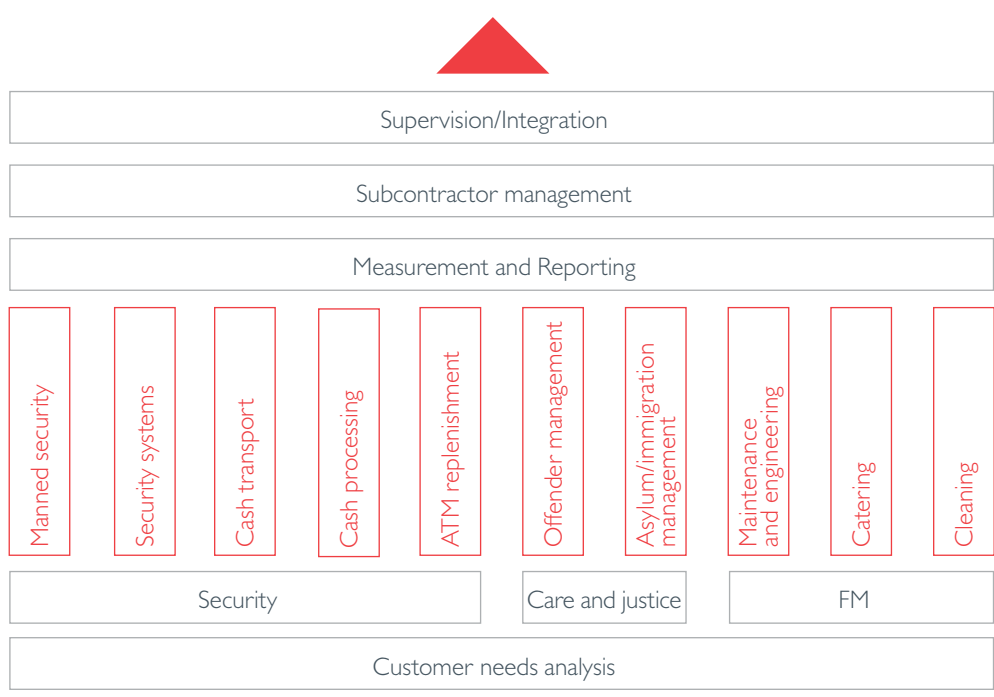 Supervision/Integration
Subcontractor management
Measurement and Reporting
Manned security
Security systems
Cash transport
Cash processing
ATM replenishment
Offender management
Asylum/immigration
management
Maintenance
and engineering
Catering
Cleaning
Security
Care and justice
FM
Customer needs analysis